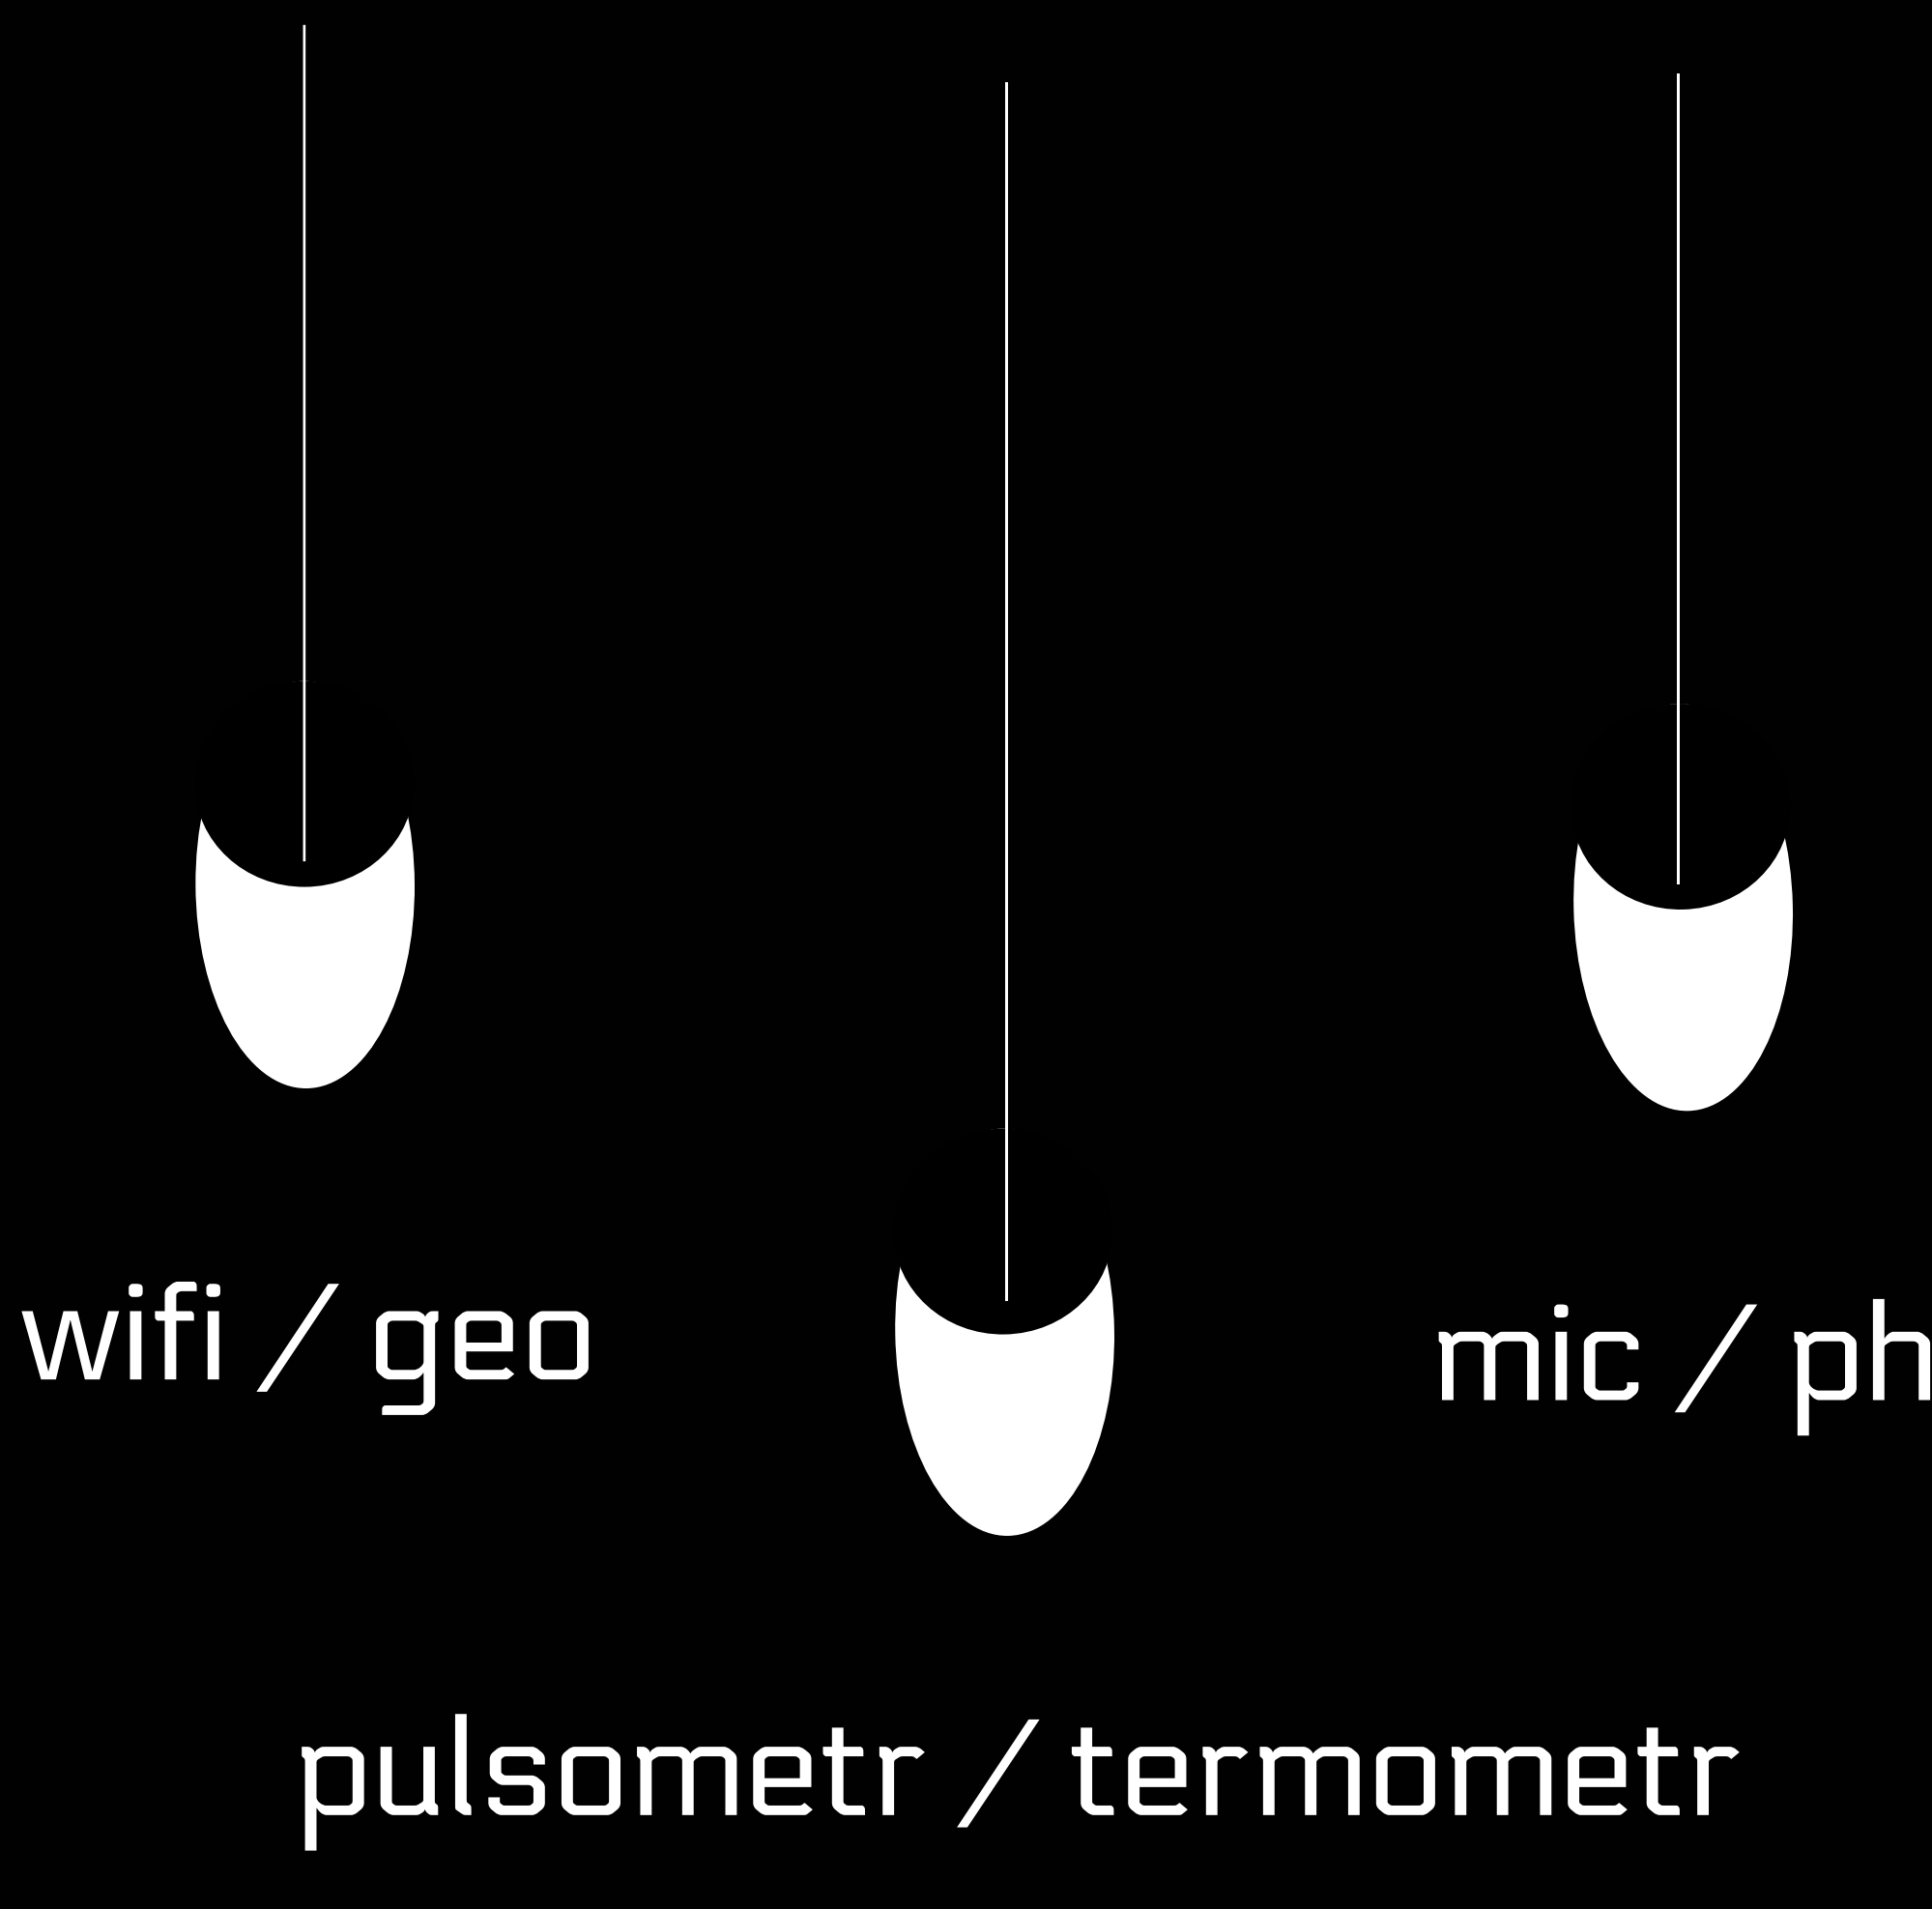 wifi / geo
mic / ph
pulsometr / termometr